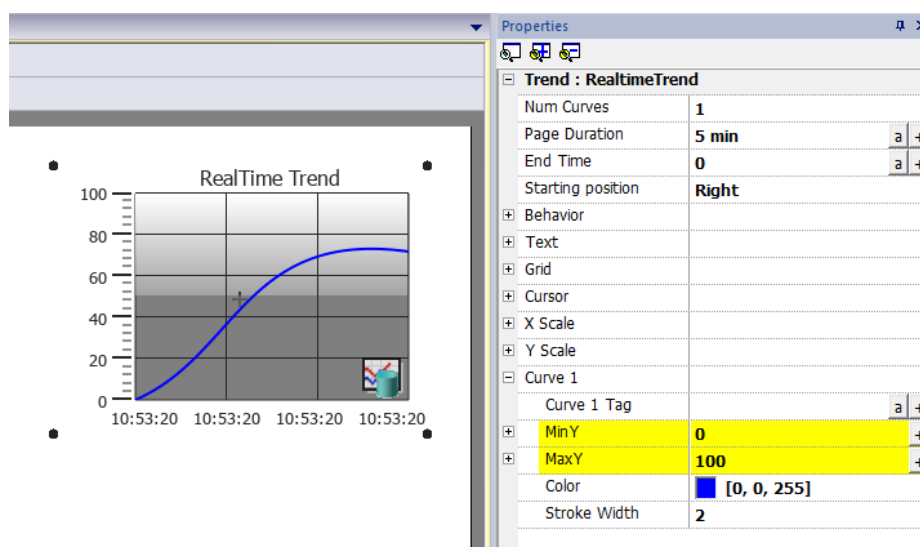 Properties
Trend : RealtimeTrend
Num Curves 1
Page Duration 5 min a +
End Time 0 a +
Starting position Right
Behavior
Text
Grid
Cursor
X Scale
Y Scale
Curve 1
Curve 1 Tag a +
MinY 0 +
MaxY 100 +
Color [0, 0, 255]
Stroke Width 2
RealTime Trend
100
80
60
40
20
0
10:53:20 10:53:20 10:53:20 10:53:20